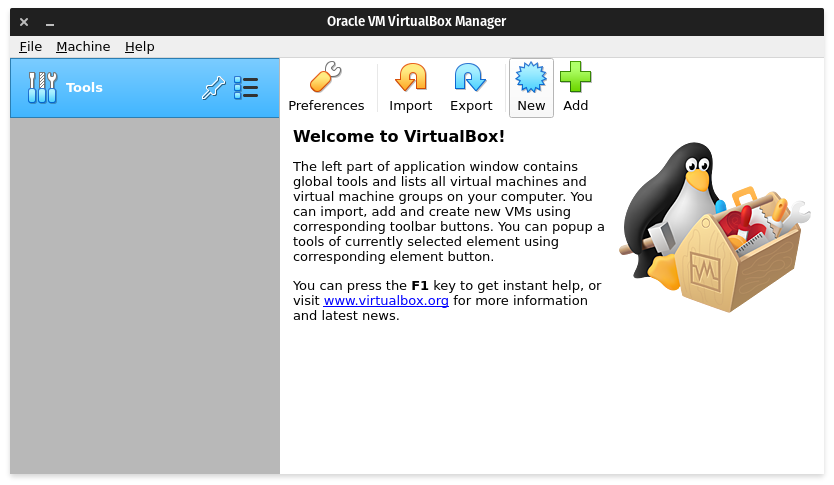 Oracle VM VirtualBox Manager
File Machine Help
Tools
Preferences Import Export New Add
Welcome to VirtualBox!
The left part of application window contains
global tools and lists all virtual machines and
virtual machine groups on your computer. You
can import, add and create new VMs using
corresponding toolbar buttons. You can popup a
tools of currently selected element using
corresponding element button.
You can press the F1 key to get instant help, or
visit www.virtualbox.org for more information
and latest news.